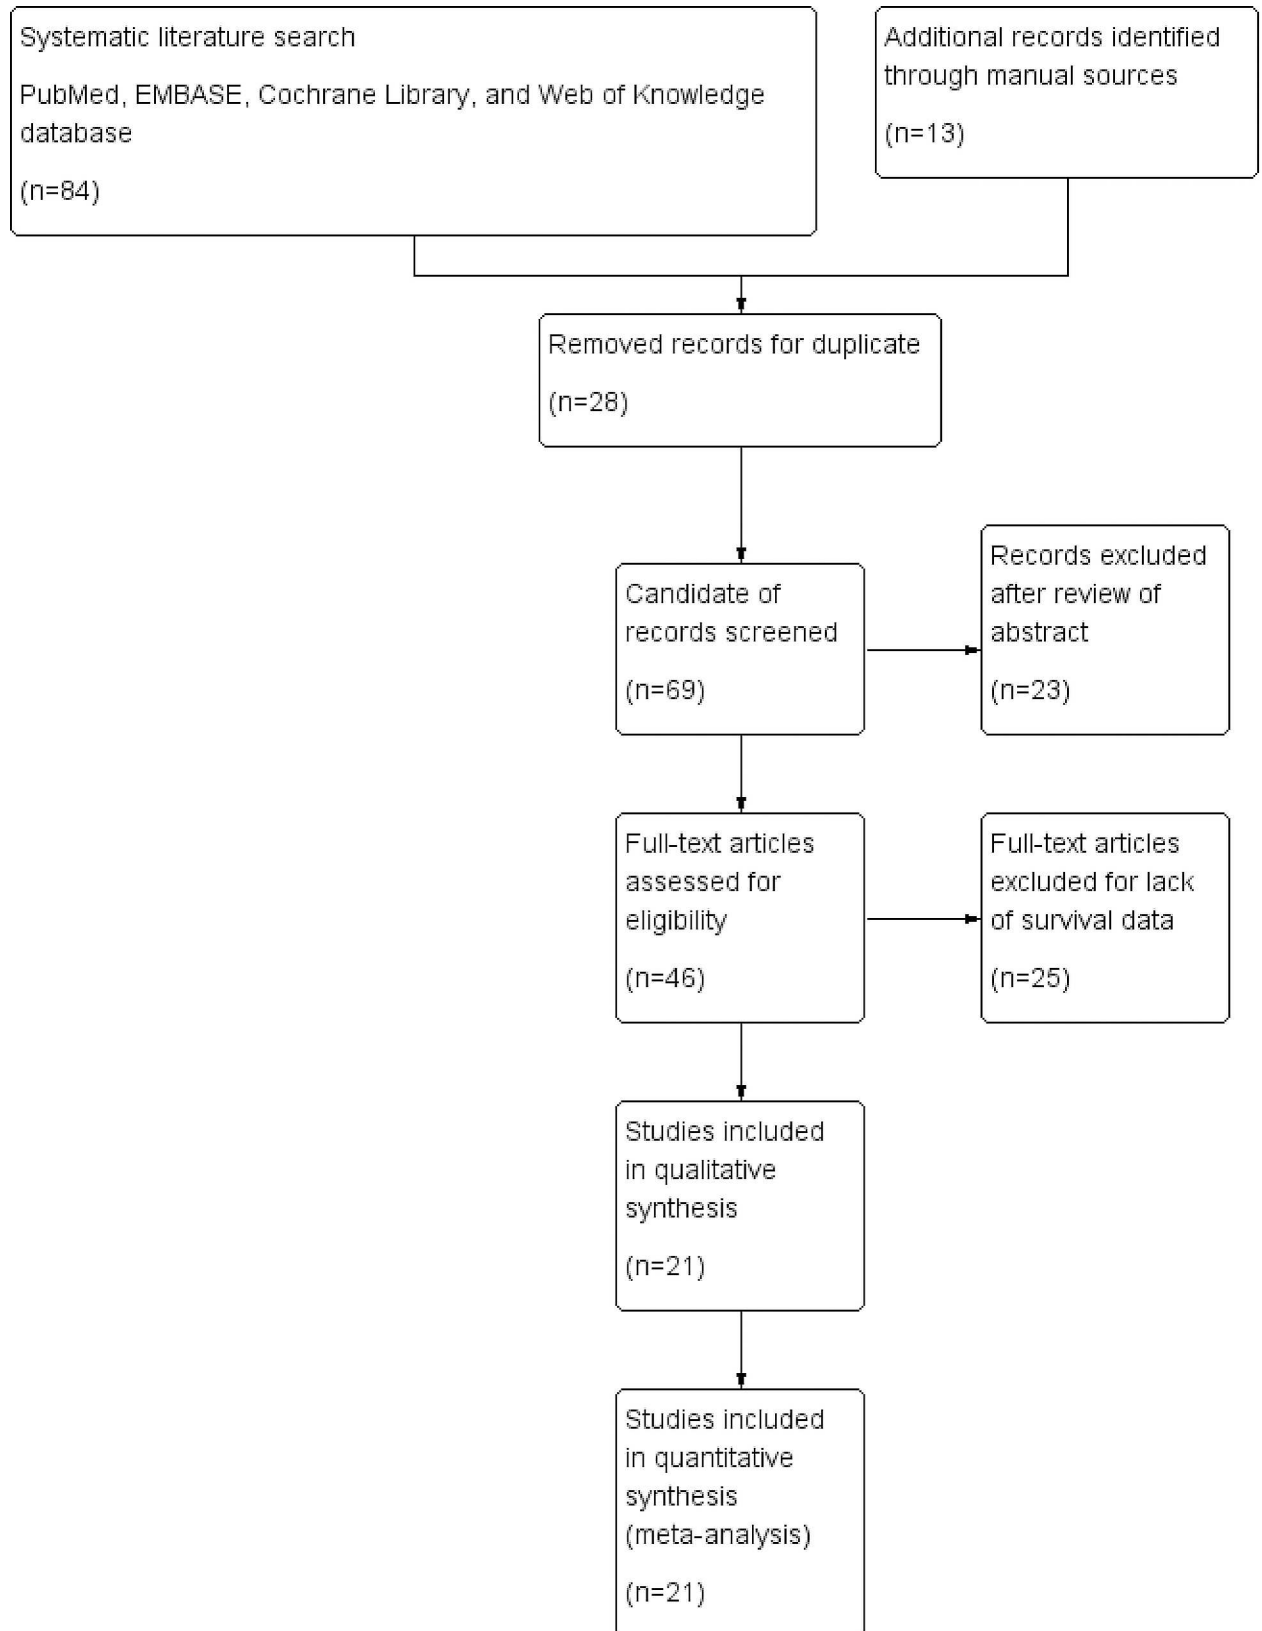 Systematic literature search
PubMed, EMBASE, Cochrane Library, and Web of Knowledge
database
(n=84)
Additional records identified
through manual sources
(n=13)
Removed records for duplicate
(n=28)
Candidate of
records screened
(n=69)
Records excluded
after review of
abstract
(n=23)
Full-text articles
assessed for
eligibility
(n=46)
Full-text articles
excluded for lack
of survival data
(n=25)
Studies included
in qualitative
synthesis
(n=21)
Studies included
in quantitative
synthesis
(meta-analysis)
(n=21)